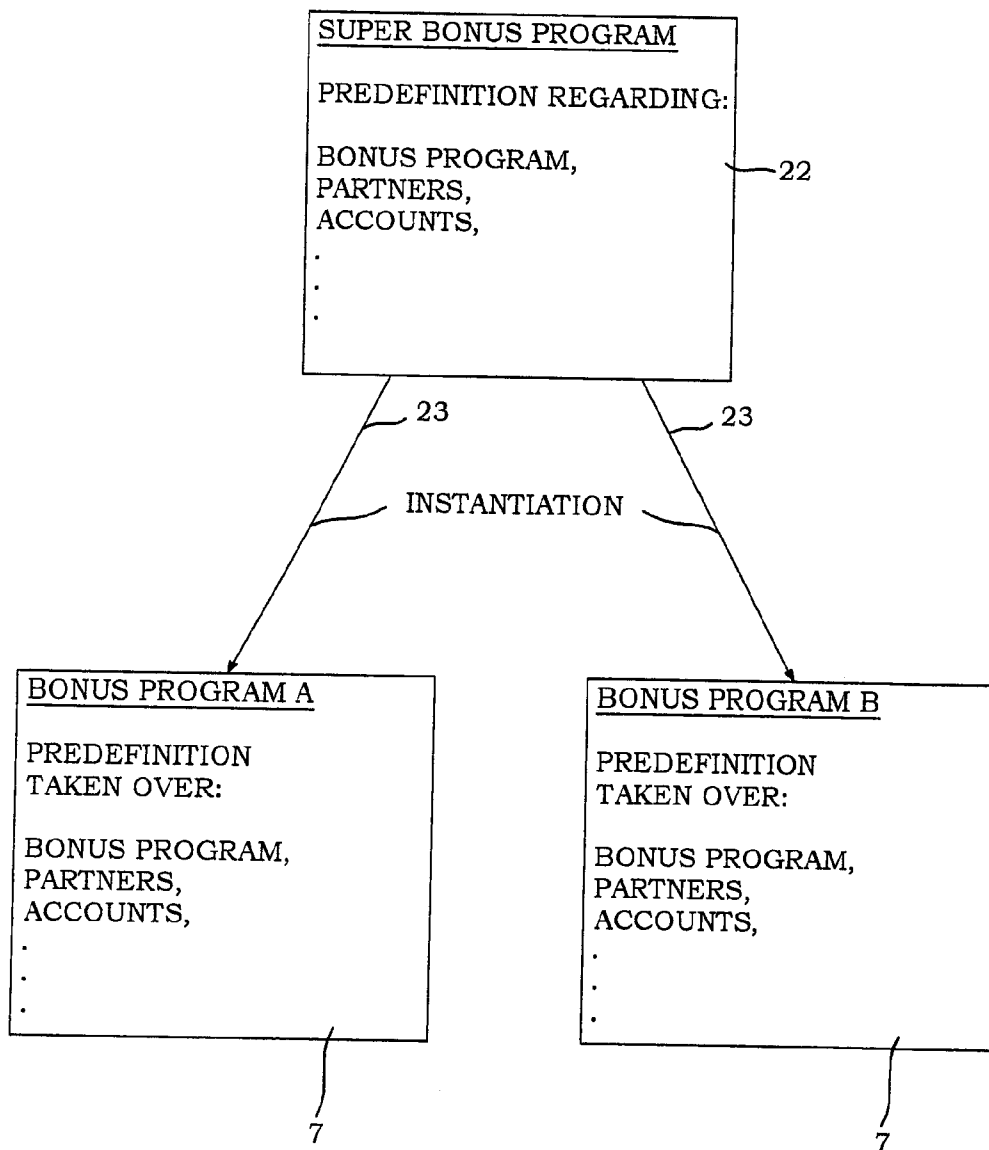 SUPER BONUS PROGRAM
PREDEFINITION REGARDING:
BONUS PROGRAM,
PARTNERS,
ACCOUNTS,
.
.
.
22
23
23
INSTANTIATION
BONUS PROGRAM A
PREDEFINITION
TAKEN OVER:
BONUS PROGRAM,
PARTNERS,
ACCOUNTS,
.
.
.
7
BONUS PROGRAM B
PREDEFINITION
TAKEN OVER:
BONUS PROGRAM,
PARTNERS,
ACCOUNTS,
.
.
.
7